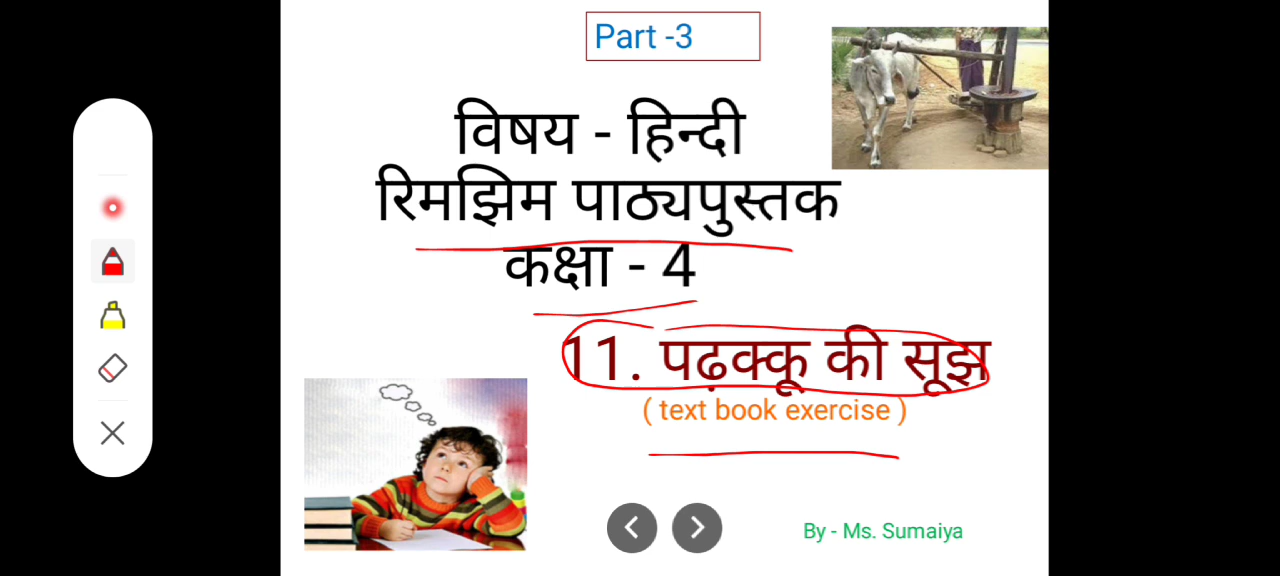 Part -3
विषय - हिन्दी
रिमझिम पाठ्यपुस्तक
कक्षा - 4
11. पढ़क्कू की सूझ
( text book exercise )
By - Ms. Sumaiya